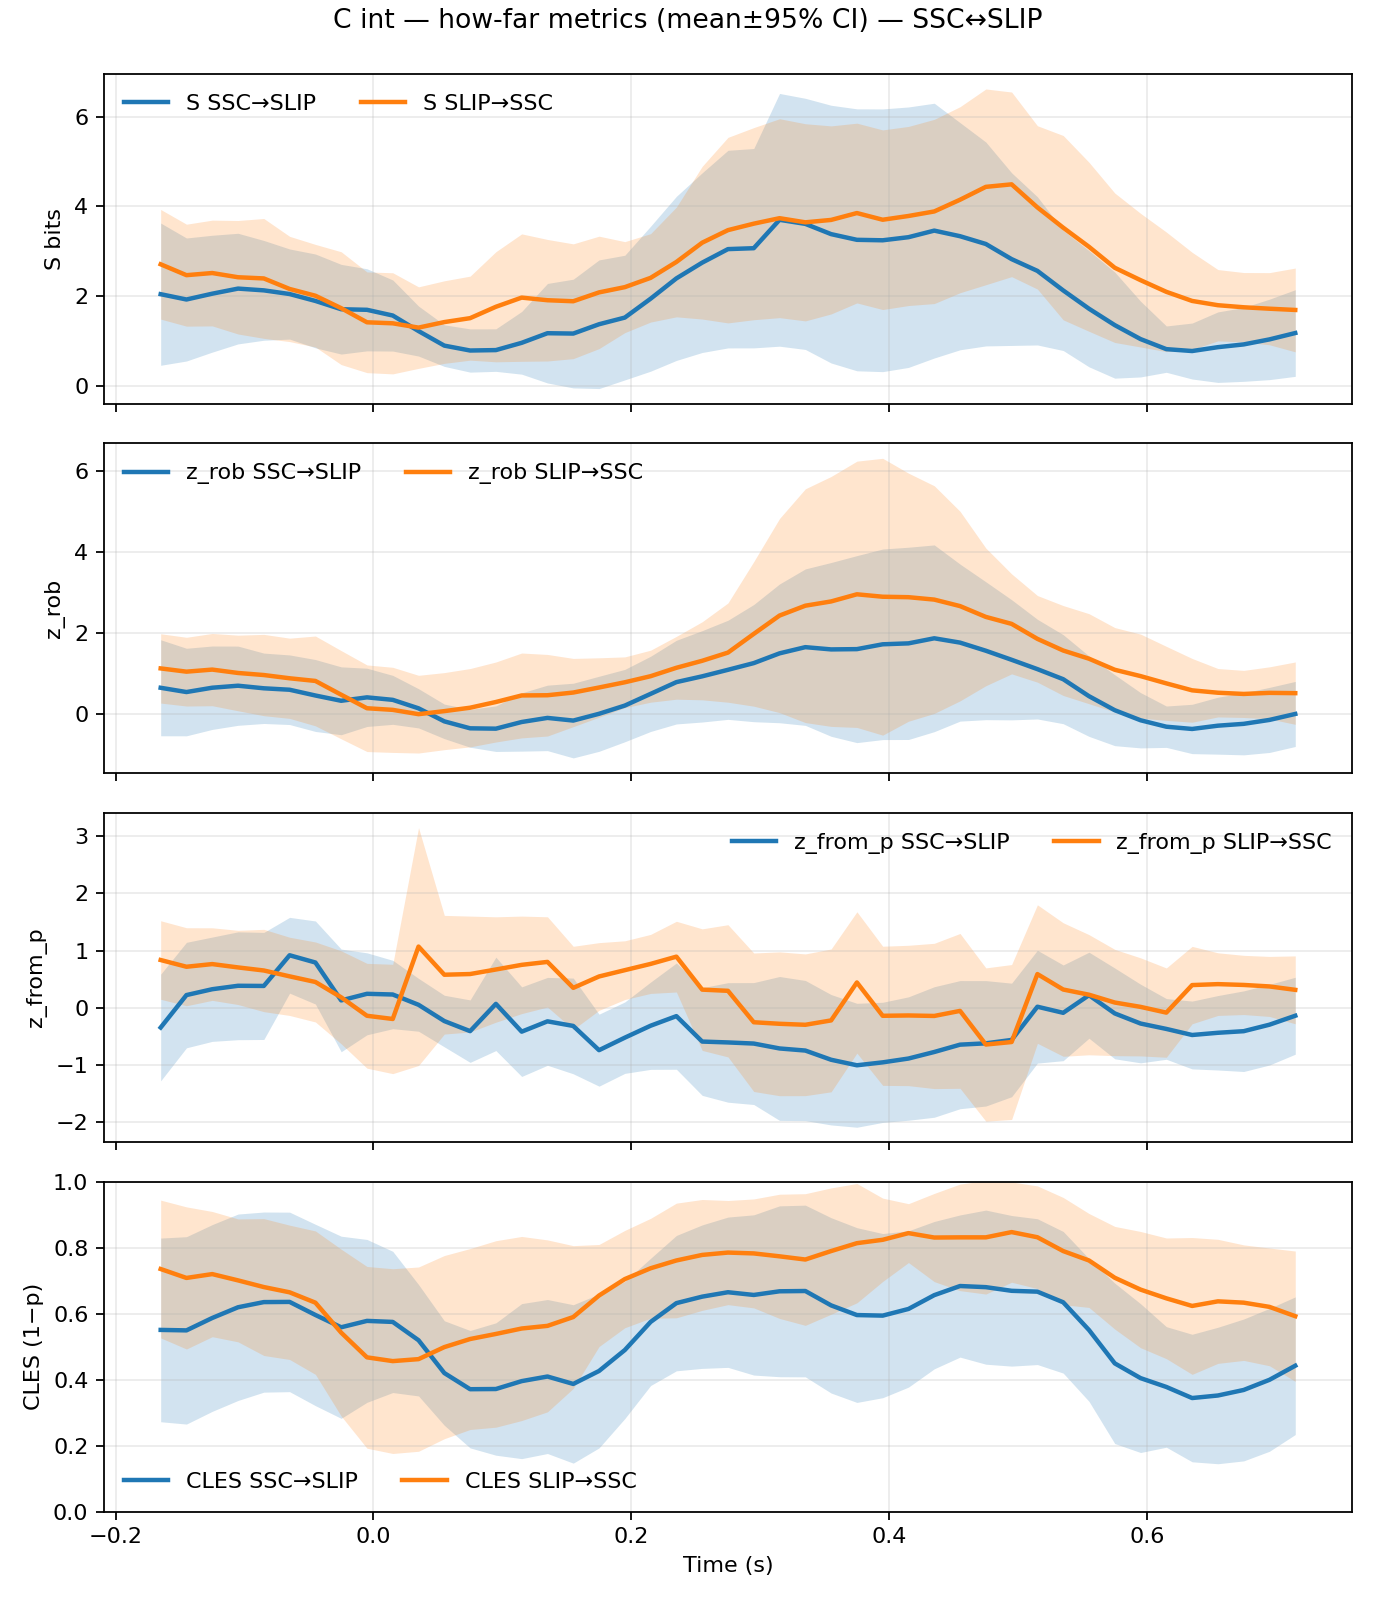 C int — how-far metrics (mean±95% CI) — SSC↔SLIP
S SSC→SLIP S SLIP→SSC
6
4
2
0
S bits
z_rob SSC→SLIP z_rob SLIP→SSC
6
4
2
0
z_rob
z_from_p SSC→SLIP z_from_p SLIP→SSC
3
2
1
0
−1
−2
z_from_p
1.0
0.8
0.6
0.4
0.2
0.0
CLES (1−p)
CLES SSC→SLIP CLES SLIP→SSC
−0.2 0.0 0.2 0.4 0.6
Time (s)